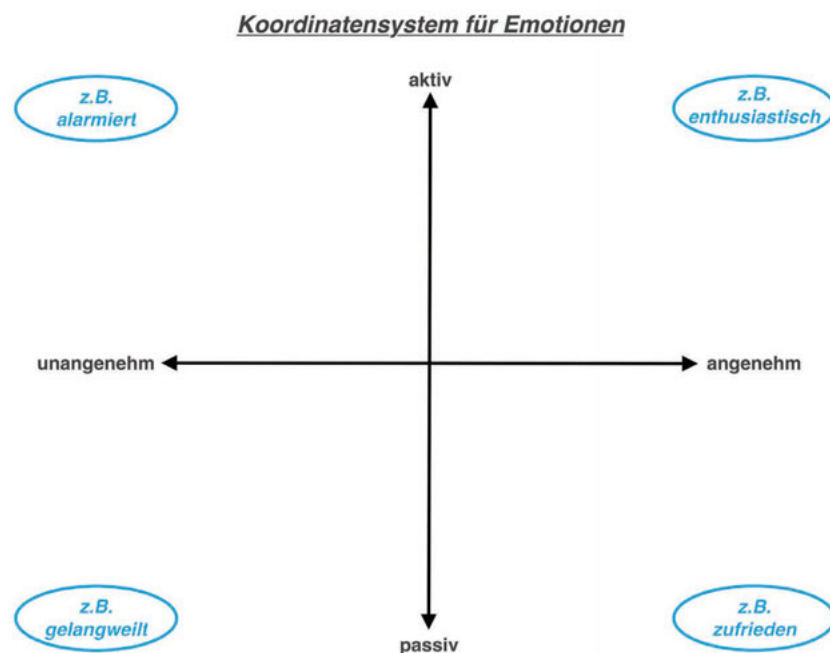 Koordinatensystem für Emotionen
aktiv
z.B.
alarmiert
z.B.
enthusiastisch
unangenehm
angenehm
z.B.
gelangweilt
z.B.
zufrieden
passiv